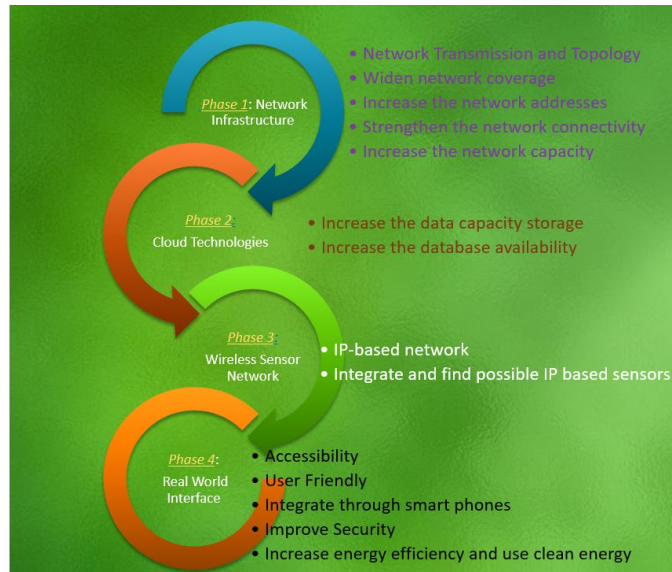 Phase 1: Network
Infrastructure
• Network Transmission and Topology
• Widen network coverage
• Increase the network addresses
• Strengthen the network connectivity
• Increase the network capacity
Phase 2:
Cloud Technologies
• Increase the data capacity storage
• Increase the database availability
Phase 3:
Wireless Sensor
Network
• IP-based network
• Integrate and find possible IP based sensors
Phase 4:
Real World
Interface
• Accessibility
• User Friendly
• Integrate through smart phones
• Improve Security
• Increase energy efficiency and use clean energy